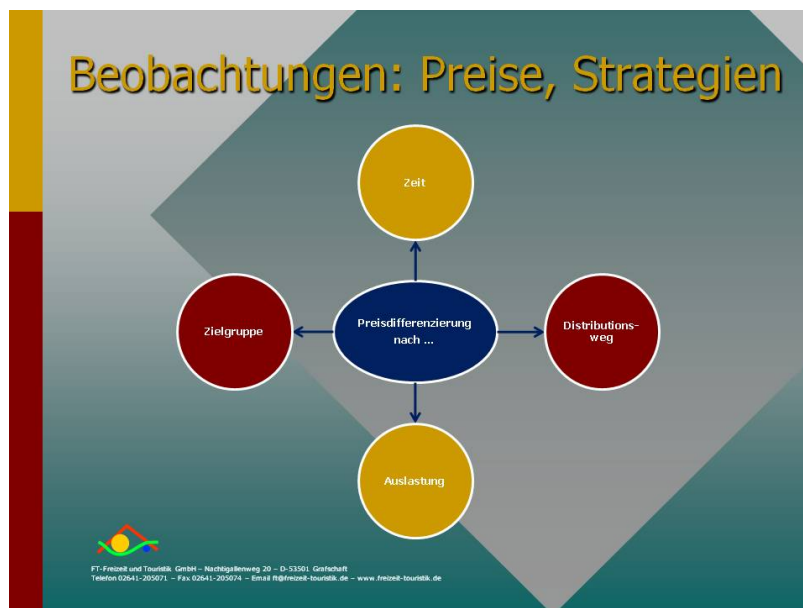 Beobachtungen: Preise, Strategien
Zeit
Zielgruppe
Preisdifferenzierung
nach ...
Distributions-
weg
Auslastung
FT-Freizeit und Touristik GmbH – Nachtigallenweg 20 – D-53501 Grafschaft
Telefon 02641-205071 – Fax 02641-205074 – Email ft@freizeit-touristik.de – www.freizeit-touristik.de